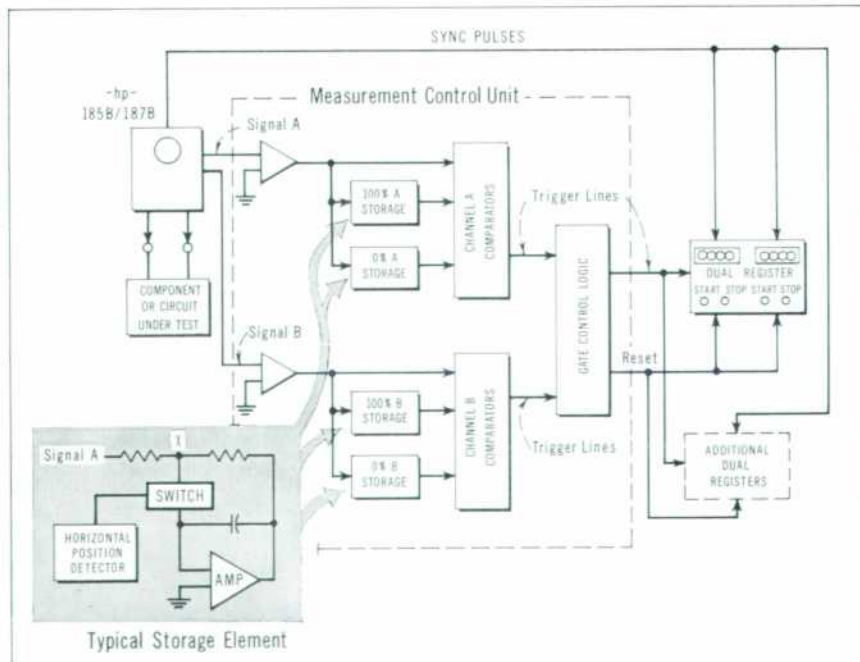 SYNC PULSES
-hp-
185B/187B
Measurement Control Unit
Signal A
100% A
STORAGE
0% A
STORAGE
CHANNEL A
COMPARATORS
Trigger Lines
COMPONENT
OR CIRCUIT
UNDER TEST
GATE CONTROL LOGIC
0000 0000
DUAL REGISTER
START STOP START STOP
Signal B
Reset
100% B
STORAGE
0% B
STORAGE
CHANNEL B
COMPARATORS
Trigger Lines
ADDITIONAL
DUAL
REGISTERS
Signal A
X
SWITCH
HORIZONTAL
POSITION
DETECTOR
AMP
Typical Storage Element